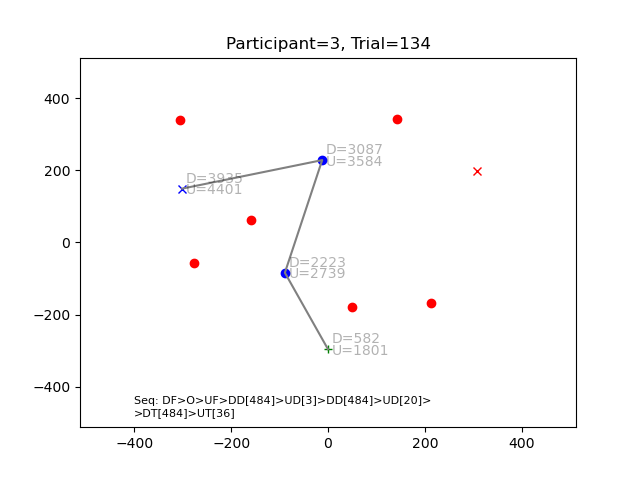 Participant=3, Trial=134
400
200
0
−200
−400
D=3087
U=3584
D=3935
U=4401
D=2223
U=2739
D=582
U=1801
Seq: DF>O>UF>DD[484]>UD[3]>DD[484]>UD[20]>
>DT[484]>UT[36]
−400
−200
0
200
400